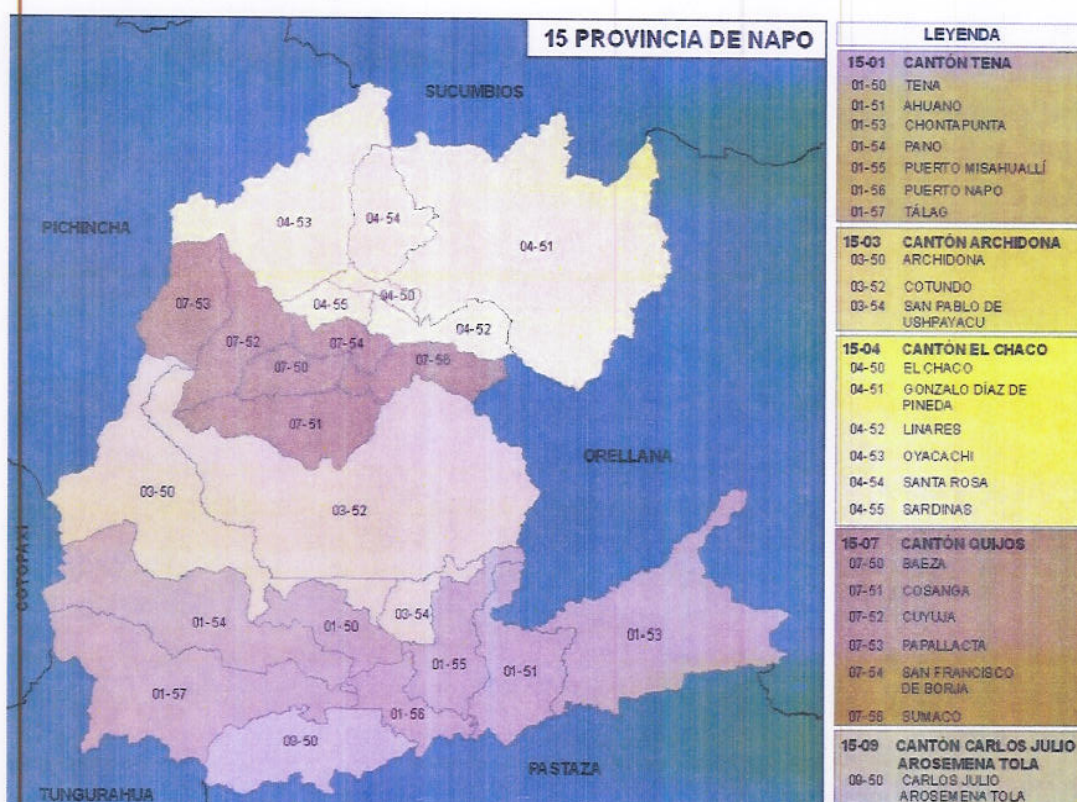 15 PROVINCIA DE NAPO
SUCUMBIOS
PICHINCHA
04-53
04-54
04-51
07-53
04-55
04-50
04-52
07-52
07-54
07-50
07-56
07-51
ORELLANA
03-50
03-52
COTOPAXI
03-54
01-54
01-50
01-53
01-55
01-51
01-57
01-56
09-50
PASTAZA
TUNGURAHUA
LEYENDA
15-01 CANTÓN TENA
01-50 TENA
01-51 AHUANO
01-53 CHONTAPUNTA
01-54 PANO
01-55 PUERTO MISAHUALLÍ
01-56 PUERTO NAPO
01-57 TÁLAG
15-03 CANTÓN ARCHIDONA
03-50 ARCHIDONA
03-52 COTUNDO
03-54 SAN PABLO DE
USHPAYACU
15-04 CANTÓN EL CHACO
04-50 EL CHACO
04-51 GONZALO DÍAZ DE
PINEDA
04-52 LINARES
04-53 OYACACHI
04-54 SANTA ROSA
04-55 SARDINAS
15-07 CANTÓN QUIJOS
07-50 BAEZA
07-51 COSANGA
07-52 CUYUJA
07-53 PAPALLACTA
07-54 SAN FRANCISCO
DE BORJA
07-56 SUMACO
15-09 CANTÓN CARLOS JULIO
AROSEMENA TOLA
09-50 CARLOS JULIO
AROSEMENA TOLA